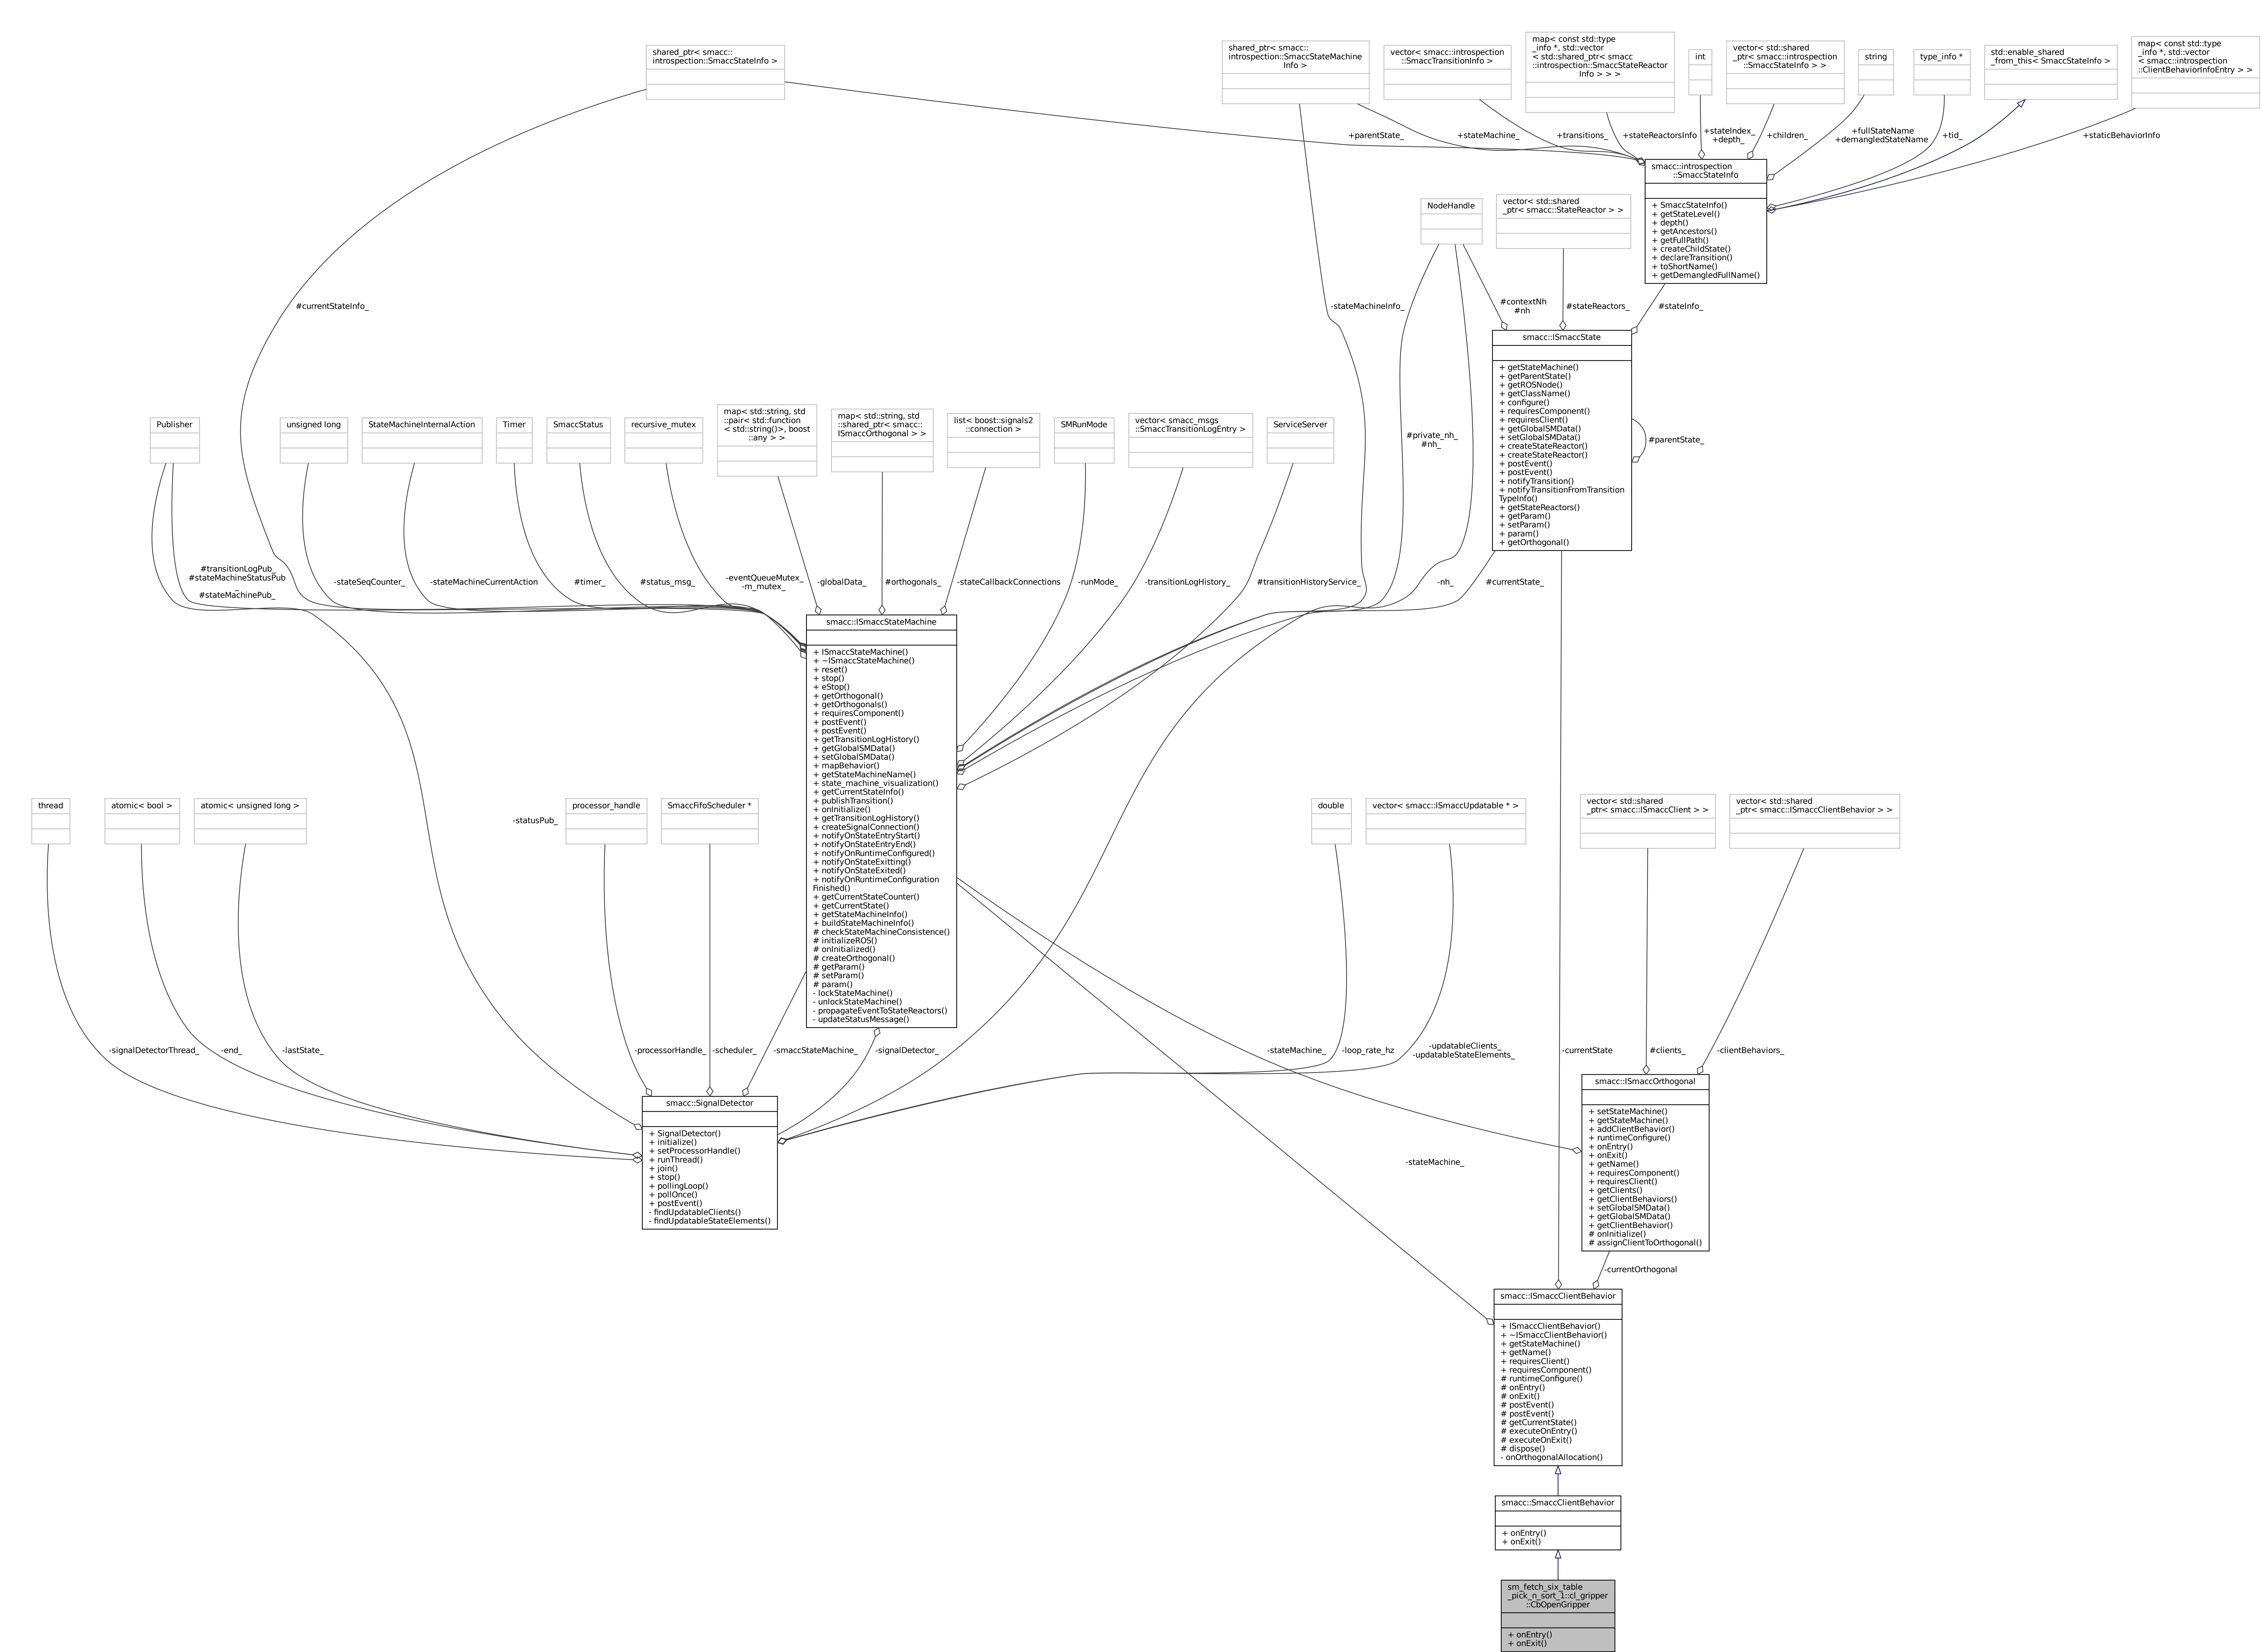 shared_ptr< smacc::
introspection::SmaccStateInfo >
shared_ptr< smacc::
introspection::SmaccStateMachine
Info >
vector< smacc::introspection
::SmaccTransitionInfo >
map< const std::type
_info *, std::vector
< std::shared_ptr< smacc
::introspection::SmaccStateReactor
Info > > >
int
vector< std::shared
_ptr< smacc::introspection
::SmaccStateInfo > >
string
type_info *
std::enable_shared
_from_this< SmaccStateInfo >
map< const std::type
_info *, std::vector
< smacc::introspection
::ClientBehaviorInfoEntry > >
+parentState_
+stateMachine_
+transitions_
+stateReactorsInfo
+stateIndex_
+depth_
+children_
+fullStateName
+demangledStateName
+tid_
+staticBehaviorInfo
smacc::introspection
::SmaccStateInfo
+ SmaccStateInfo()
+ getStateLevel()
+ depth()
+ getAncestors()
+ getFullPath()
+ createChildState()
+ declareTransition()
+ toShortName()
+ getDemangledFullName()
NodeHandle
vector< std::shared
_ptr< smacc::StateReactor > >
#currentStateInfo_
-stateMachineInfo_
#contextNh
#nh
#stateReactors_
#stateInfo_
smacc::ISmaccState
+ getStateMachine()
+ getParentState()
+ getROSNode()
+ getClassName()
+ configure()
+ requiresComponent()
+ requiresClient()
+ getGlobalSMData()
+ setGlobalSMData()
+ createStateReactor()
+ createStateReactor()
+ postEvent()
+ postEvent()
+ notifyTransition()
+ notifyTransitionFromTransition
TypeInfo()
+ getStateReactors()
+ getParam()
+ setParam()
+ param()
+ getOrthogonal()
#parentState_
Publisher
unsigned long
StateMachineInternalAction
Timer
SmaccStatus
recursive_mutex
map< std::string, std
::pair< std::function
< std::string()>, boost
::any > >
map< std::string, std
::shared_ptr< smacc::
ISmaccOrthogonal > >
list< boost::signals2
::connection >
SMRunMode
vector< smacc_msgs
::SmaccTransitionLogEntry >
ServiceServer
#private_nh_
#nh_
#transitionLogPub_
#stateMachineStatusPub
_
#stateMachinePub_
-stateSeqCounter_
-stateMachineCurrentAction
#timer_
#status_msg_
-eventQueueMutex_
-m_mutex_
-globalData_
#orthogonals_
-stateCallbackConnections
-runMode_
-transitionLogHistory_
#transitionHistoryService_
-nh_
#currentState_
smacc::ISmaccStateMachine
+ ISmaccStateMachine()
+ ~ISmaccStateMachine()
+ reset()
+ stop()
+ eStop()
+ getOrthogonal()
+ getOrthogonals()
+ requiresComponent()
+ postEvent()
+ postEvent()
+ getTransitionLogHistory()
+ getGlobalSMData()
+ setGlobalSMData()
+ mapBehavior()
+ getStateMachineName()
+ state_machine_visualization()
+ getCurrentStateInfo()
+ publishTransition()
+ onInitialize()
+ getTransitionLogHistory()
+ createSignalConnection()
+ notifyOnStateEntryStart()
+ notifyOnStateEntryEnd()
+ notifyOnRuntimeConfigured()
+ notifyOnStateExitting()
+ notifyOnStateExited()
+ notifyOnRuntimeConfiguration
Finished()
+ getCurrentStateCounter()
+ getCurrentState()
+ getStateMachineInfo()
+ buildStateMachineInfo()
# checkStateMachineConsistence()
# initializeROS()
# onInitialized()
# createOrthogonal()
# getParam()
# setParam()
# param()
- lockStateMachine()
- unlockStateMachine()
- propagateEventToStateReactors()
- updateStatusMessage()
thread
atomic< bool >
atomic< unsigned long >
-statusPub_
processor_handle
SmaccFifoScheduler *
double
vector< smacc::ISmaccUpdatable * >
vector< std::shared
_ptr< smacc::ISmaccClient > >
vector< std::shared
_ptr< smacc::ISmaccClientBehavior > >
-signalDetectorThread_
-end_
-lastState_
-processorHandle_
-scheduler_
-smaccStateMachine_
-signalDetector_
-stateMachine_
-loop_rate_hz
-updatableClients_
-updatableStateElements_
-currentState
#clients_
-clientBehaviors_
smacc::SignalDetector
+ SignalDetector()
+ initialize()
+ setProcessorHandle()
+ runThread()
+ join()
+ stop()
+ pollingLoop()
+ pollOnce()
+ postEvent()
- findUpdatableClients()
- findUpdatableStateElements()
smacc::ISmaccOrthogonal
+ setStateMachine()
+ getStateMachine()
+ addClientBehavior()
+ runtimeConfigure()
+ onEntry()
+ onExit()
+ getName()
+ requiresComponent()
+ requiresClient()
+ getClients()
+ getClientBehaviors()
+ setGlobalSMData()
+ getGlobalSMData()
+ getClientBehavior()
# onInitialize()
# assignClientToOrthogonal()
-stateMachine_
-currentOrthogonal
smacc::ISmaccClientBehavior
+ ISmaccClientBehavior()
+ ~ISmaccClientBehavior()
+ getStateMachine()
+ getName()
+ requiresClient()
+ requiresComponent()
# runtimeConfigure()
# onEntry()
# onExit()
# postEvent()
# postEvent()
# getCurrentState()
# executeOnEntry()
# executeOnExit()
# dispose()
- onOrthogonalAllocation()
smacc::SmaccClientBehavior
+ onEntry()
+ onExit()
sm_fetch_six_table
_pick_n_sort_1::cl_gripper
::CbOpenGripper
+ onEntry()
+ onExit()